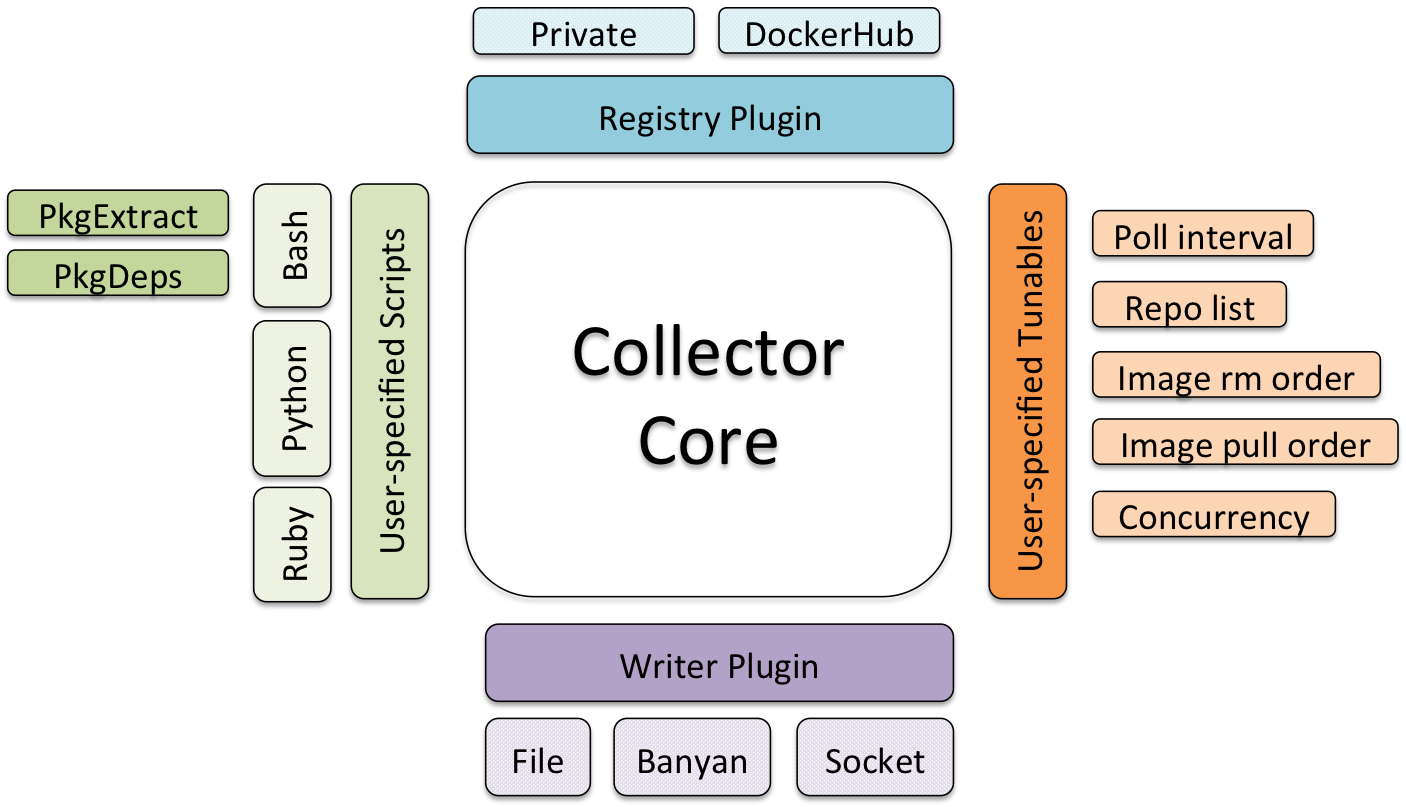 Private
DockerHub
Registry Plugin
PkgExtract
PkgDeps
Bash
Python
Ruby
User-specified Scripts
Collector
Core
User-specified Tunables
Poll interval
Repo list
Image rm order
Image pull order
Concurrency
Writer Plugin
File
Banyan
Socket